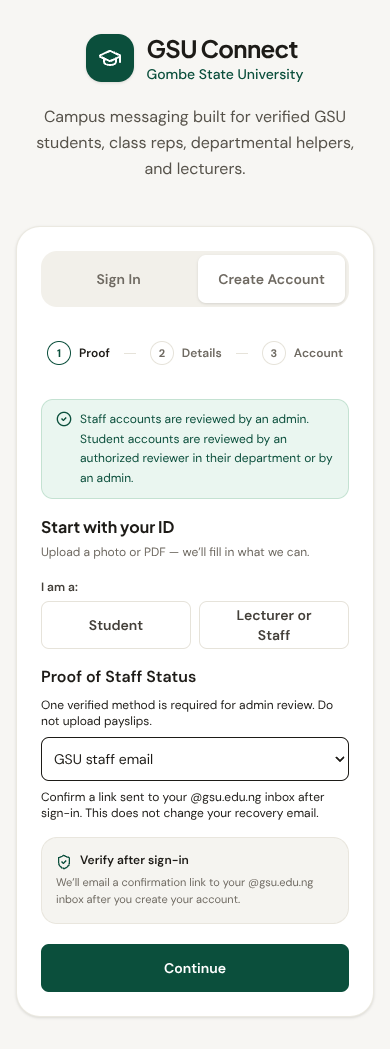 GSU Connect
Gombe State University
Campus messaging built for verified GSU
students, class reps, departmental helpers,
and lecturers.
Sign In
Create Account
1 Proof
2 Details
3 Account
Staff accounts are reviewed by an admin.
Student accounts are reviewed by an
authorized reviewer in their department or by
an admin.
Start with your ID
Upload a photo or PDF — we'll fill in what we can.
I am a:
Student
Lecturer or
Staff
Proof of Staff Status
One verified method is required for admin review. Do
not upload payslips.
GSU staff email
Confirm a link sent to your @gsu.edu.ng inbox after
sign-in. This does not change your recovery email.
Verify after sign-in
We'll email a confirmation link to your @gsu.edu.ng
inbox after you create your account.
Continue